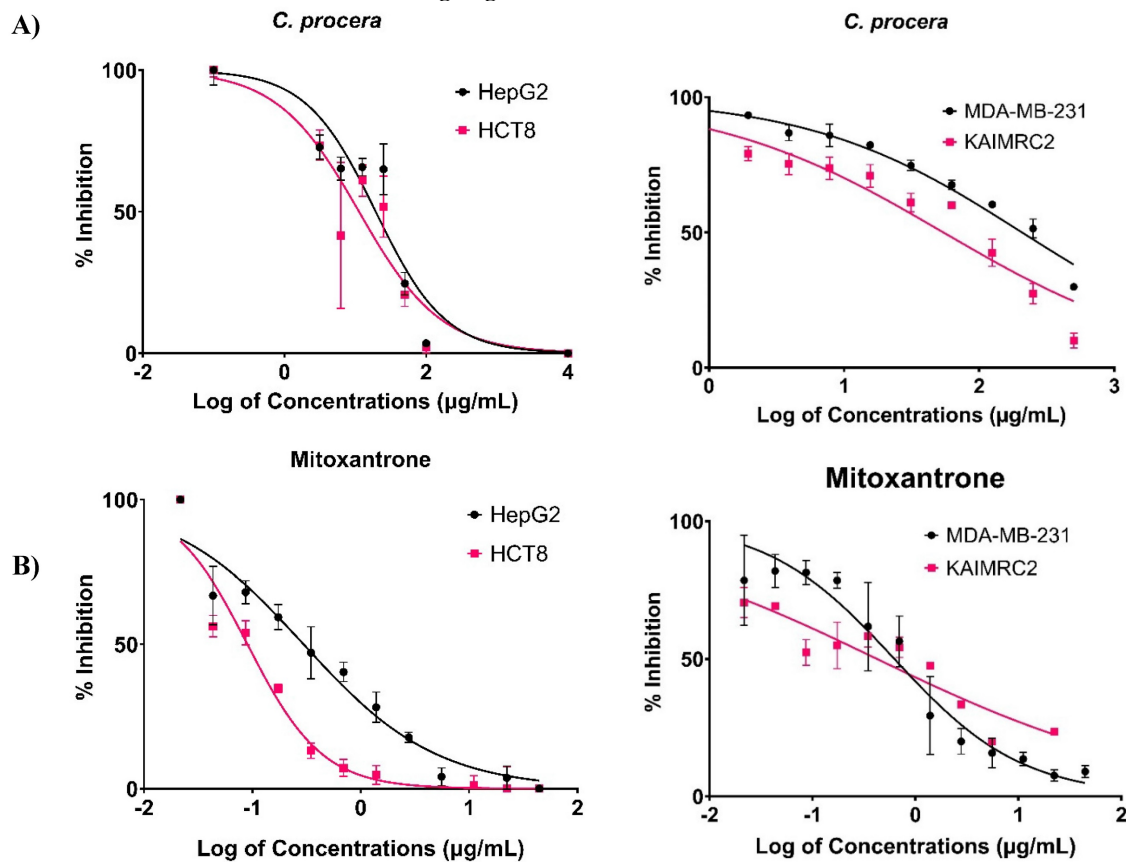 A)
C. procera
100
50
0
% Inhibition
HepG2
HCT8
-2
0
2
4
Log of Concentrations (µg/mL)
C. procera
100
50
0
% Inhibition
MDA-MB-231
KAIMRC2
0
1
2
3
Log of Concentrations (µg/mL)
B)
Mitoxantrone
100
50
0
% Inhibition
HepG2
HCT8
-2
-1
0
1
2
Log of Concentrations (µg/mL)
Mitoxantrone
100
50
0
% Inhibition
MDA-MB-231
KAIMRC2
-2
-1
0
1
2
Log of Concentrations (µg/mL)